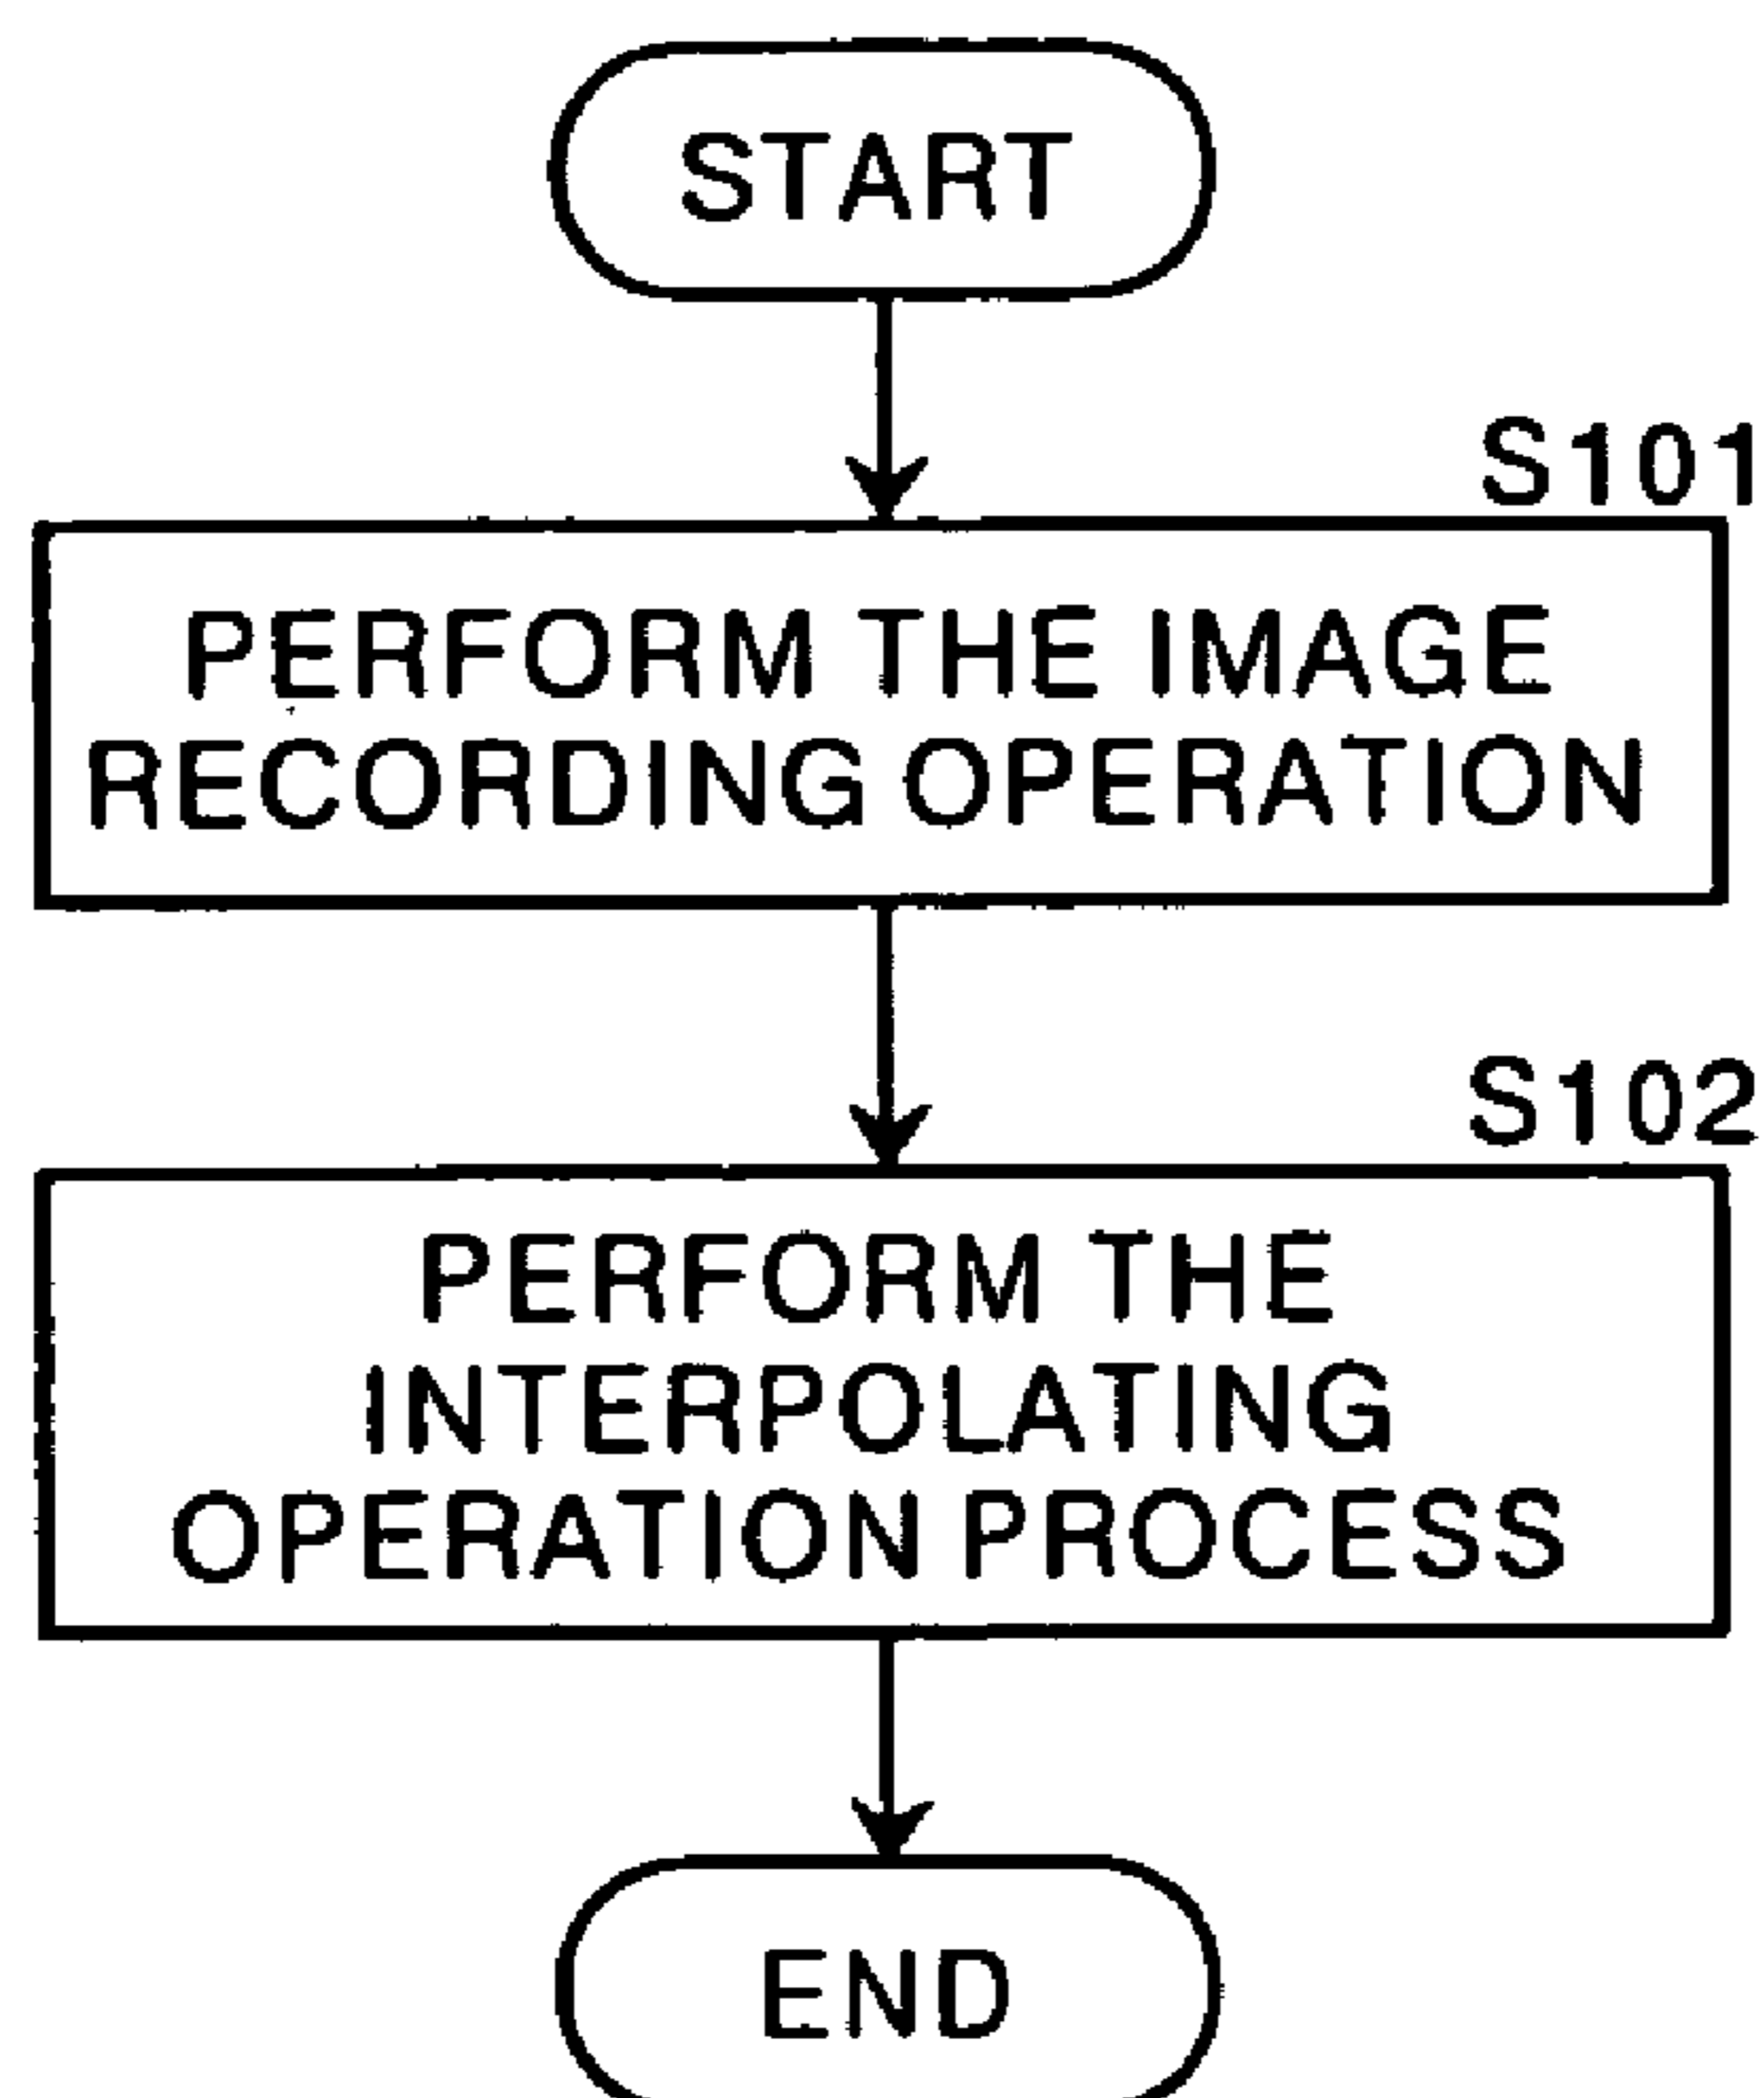 START
S101
PERFORM THE IMAGE
RECORDING OPERATION
S102
PERFORM THE
INTERPOLATING
OPERATION PROCESS
END